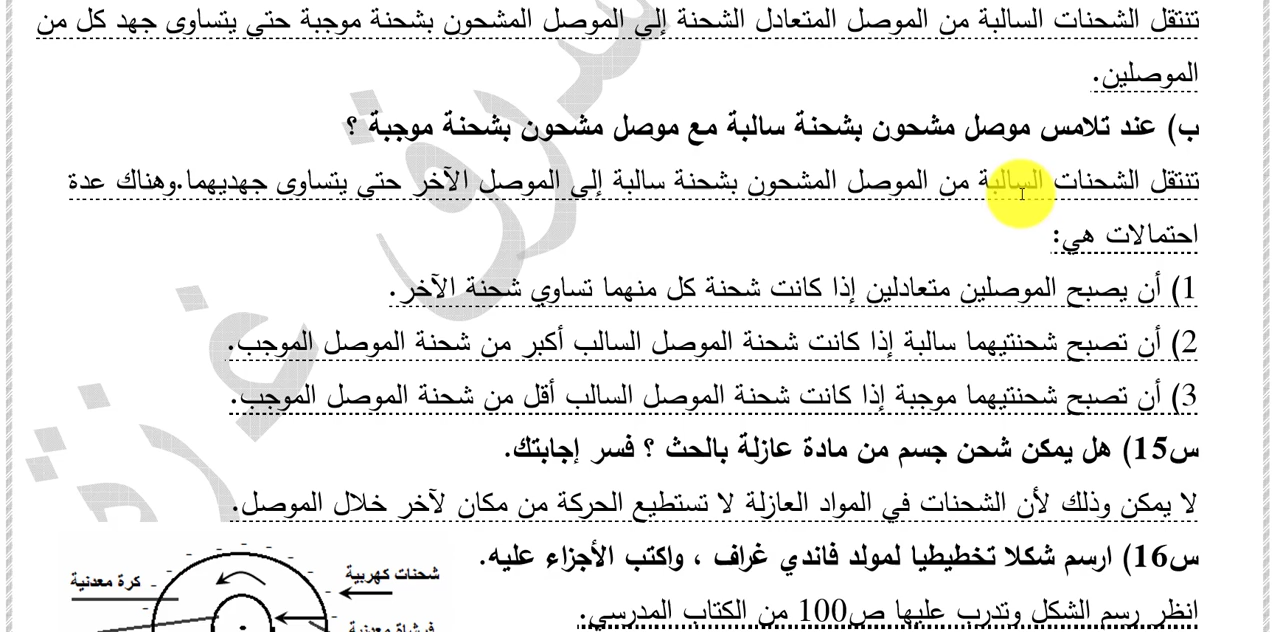 تنتقل الشحنات السالبة من الموصل المتعادل الشحنة إلى الموصل المشحون بشحنة موجبة حتى يتساوى جهد كل من
الموصلين.
ب) عند تلامس موصل مشحون بشحنة سالبة مع موصل مشحون بشحنة موجبة ؟
تنتقل الشحنات السالبة من الموصل المشحون بشحنة سالبة إلى الموصل الآخر حتى يتساوى جهديهما.وهناك عدة
احتمالات هي:
1) أن يصبح الموصلين متعادلين إذا كانت شحنة كل منهما تساوي شحنة الآخر.
2) أن تصبح شحنتيهما سالبة إذا كانت شحنة الموصل السالب أكبر من شحنة الموصل الموجب.
3) أن تصبح شحنتيهما موجبة إذا كانت شحنة الموصل السالب أقل من شحنة الموصل الموجب.
س15) هل يمكن شحن جسم من مادة عازلة بالحث ؟ فسر إجابتك.
لا يمكن وذلك لأن الشحنات في المواد العازلة لا تستطيع الحركة من مكان لآخر خلال الموصل.
س16) ارسم شكلا تخطيطيا لمولد فاندي غراف ، واكتب الأجزاء عليه.
انظر رسم الشكل وتدرب عليها ص100 من الكتاب المدرسي:
شحنات كهربية
كرة معدنية
فرشاة معدنية